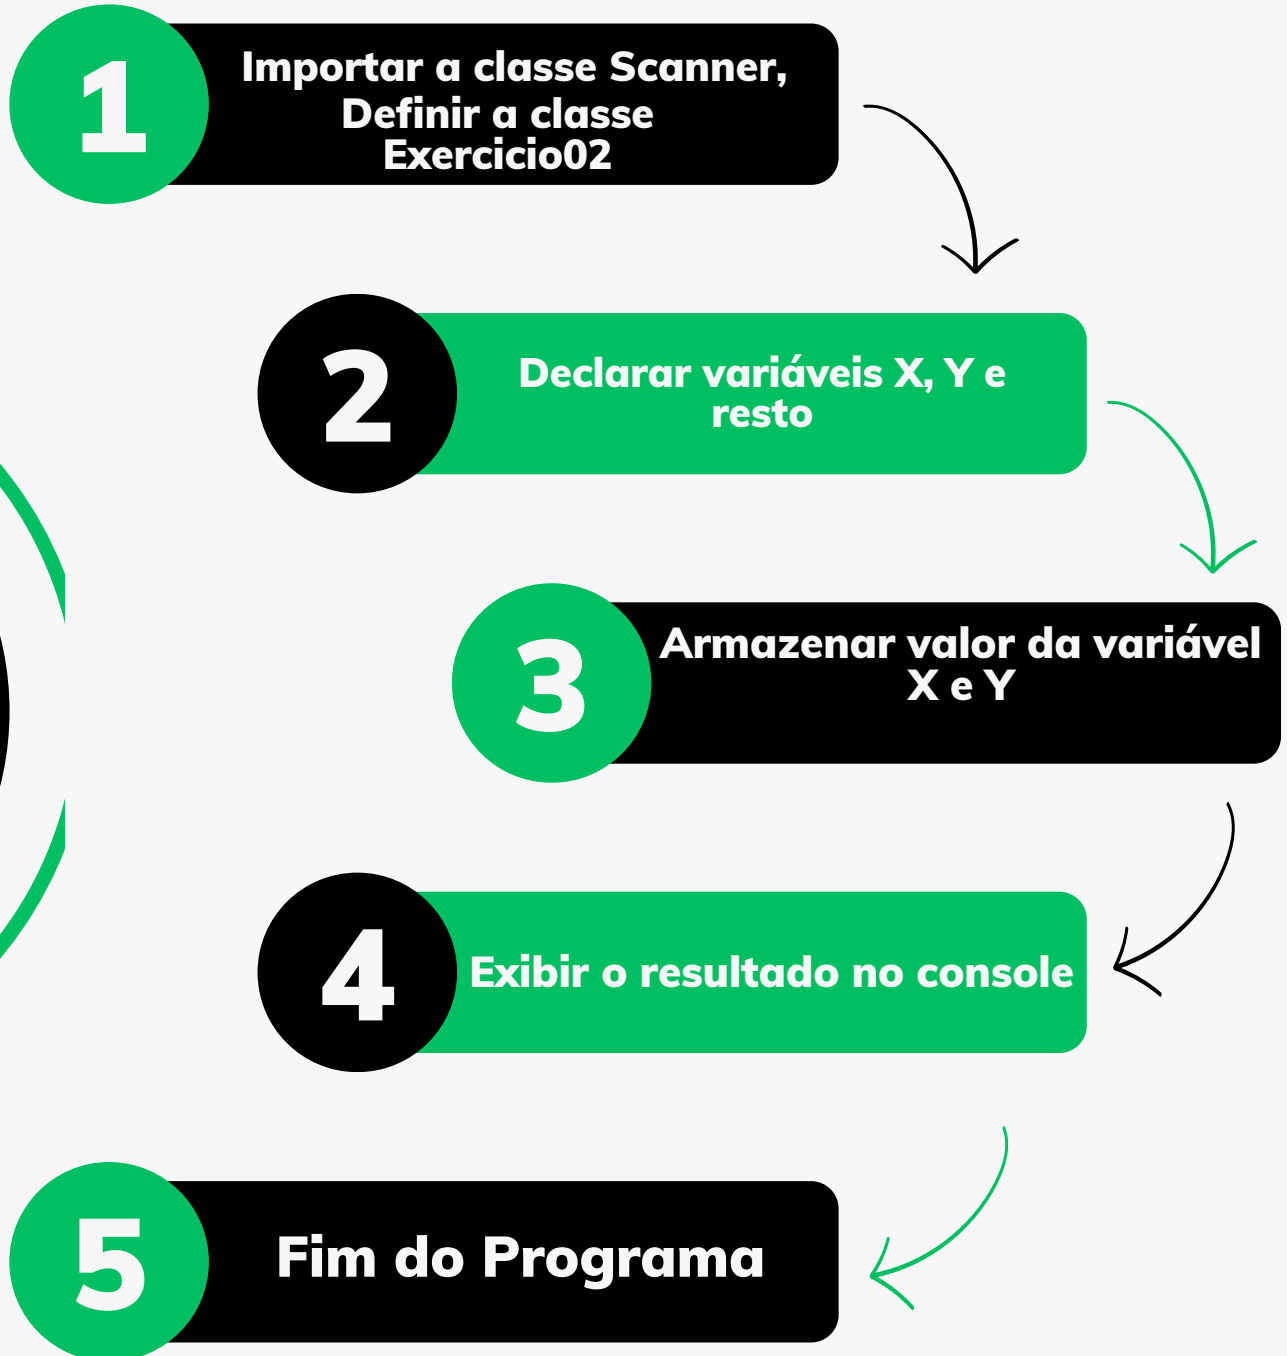 1
Importar a classe Scanner,
Definir a classe
Exercicio02
2
Declarar variáveis X, Y e
resto
3
Armazenar valor da variável
X e Y
4
Exibir o resultado no console
5
Fim do Programa